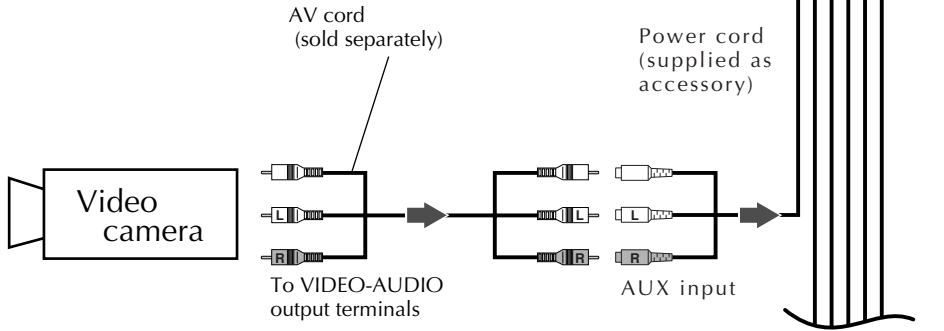 AV cord
(sold separately)
Power cord
(supplied as
accessory)
Video
camera
L
R
L
R
L
R
To VIDEO-AUDIO
output terminals
AUX input